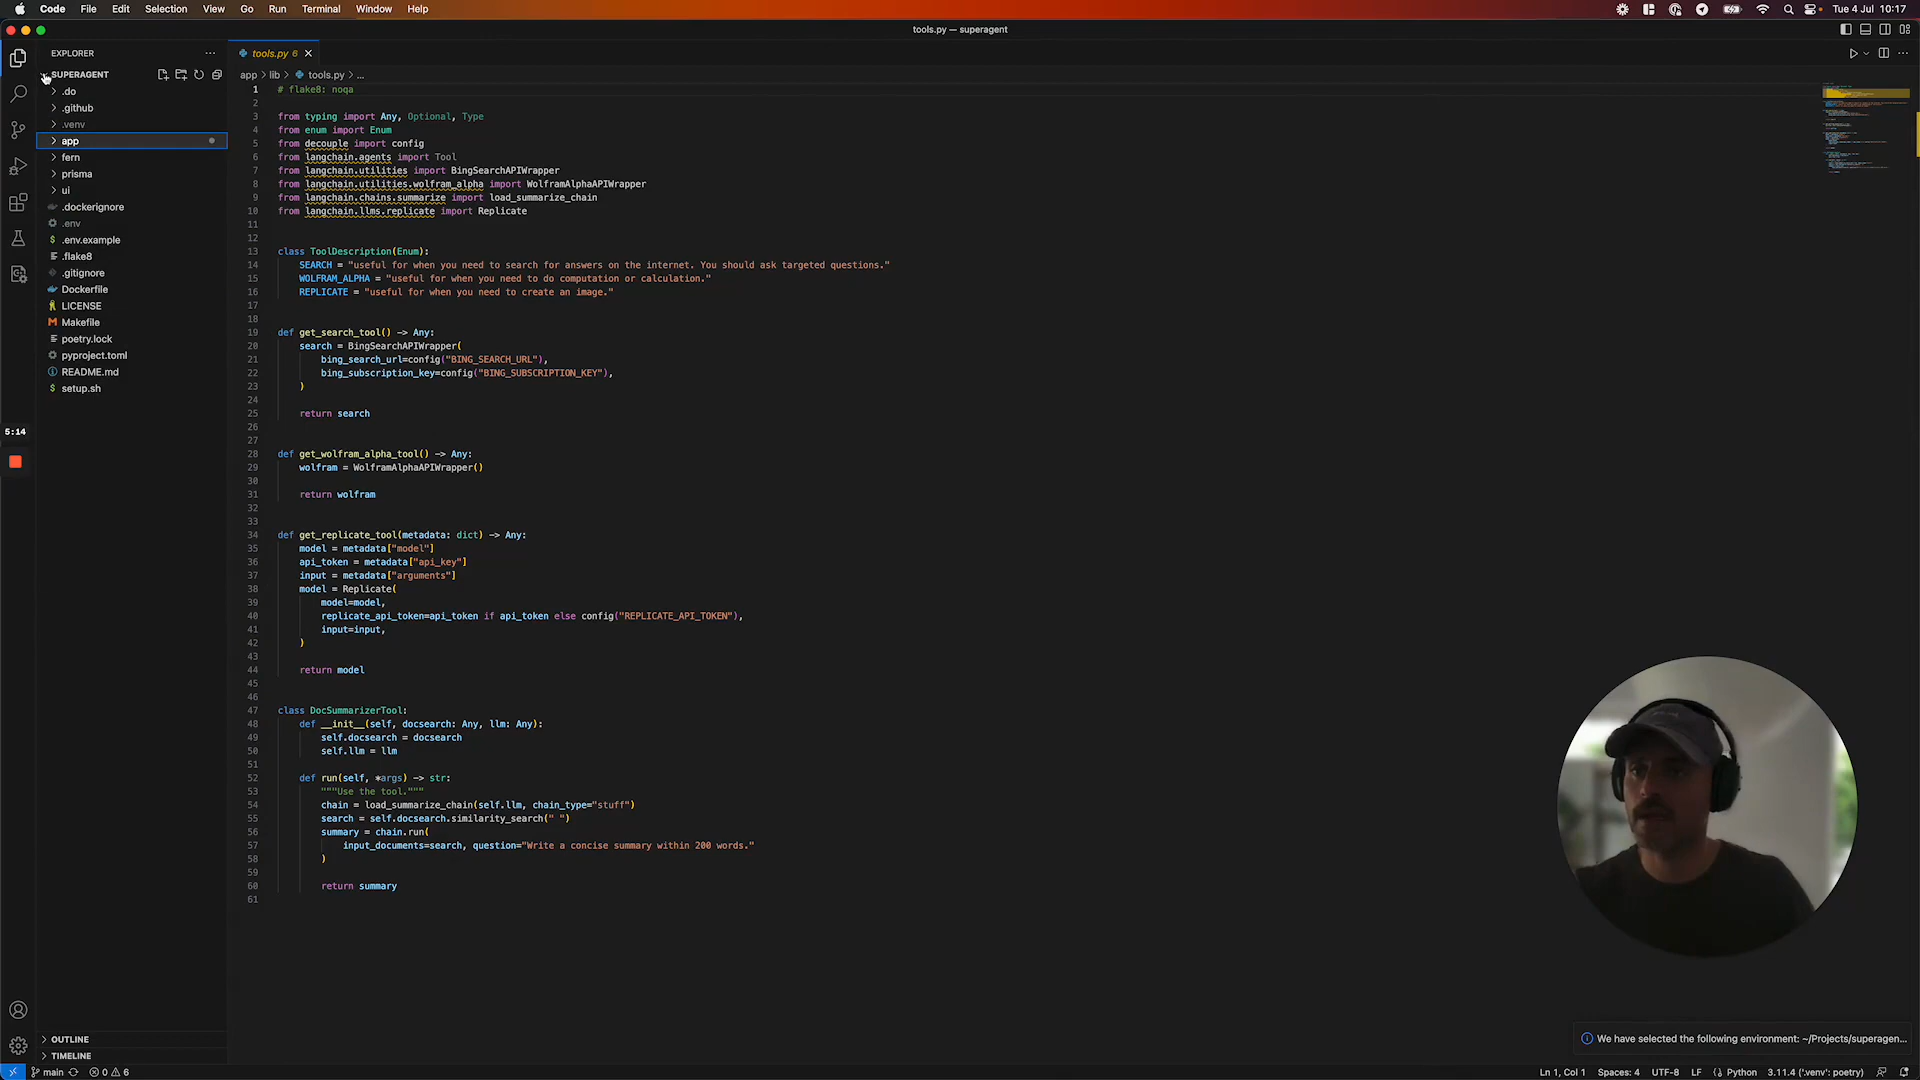 Code File Edit Selection View Go Run Terminal Window Help
Tue 4 Jul 10:17
tools.py — superagent
EXPLORER
SUPERAGENT
.do
.github
.venv
app
fern
prisma
ui
.dockerignore
.env
$ .env.example
.flake8
.gitignore
Dockerfile
LICENSE
Makefile
poetry.lock
pyproject.toml
README.md
$ setup.sh
5:14
OUTLINE
TIMELINE
tools.py 6
app > lib > tools.py > ...
1 # flake8: noqa
2
3 from typing import Any, Optional, Type
4 from enum import Enum
5 from decouple import config
6 from langchain.agents import Tool
7 from langchain.utilities import BingSearchAPIWrapper
8 from langchain.utilities.wolfram_alpha import WolframAlphaAPIWrapper
9 from langchain.chains.summarize import load_summarize_chain
10 from langchain.llms.replicate import Replicate
11
12
13 class ToolDescription(Enum):
14 SEARCH = "useful for when you need to search for answers on the internet. You should ask targeted questions."
15 WOLFRAM_ALPHA = "useful for when you need to do computation or calculation."
16 REPLICATE = "useful for when you need to create an image."
17
18
19 def get_search_tool() -> Any:
20 search = BingSearchAPIWrapper(
21 bing_search_url=config("BING_SEARCH_URL"),
22 bing_subscription_key=config("BING_SUBSCRIPTION_KEY"),
23 )
24
25 return search
26
27
28 def get_wolfram_alpha_tool() -> Any:
29 wolfram = WolframAlphaAPIWrapper()
30
31 return wolfram
32
33
34 def get_replicate_tool(metadata: dict) -> Any:
35 model = metadata["model"]
36 api_token = metadata["api_key"]
37 input = metadata["arguments"]
38 model = Replicate(
39 model=model,
40 replicate_api_token=api_token if api_token else config("REPLICATE_API_TOKEN"),
41 input=input,
42 )
43
44 return model
45
46
47 class DocSummarizerTool:
48 def __init__(self, docsearch: Any, llm: Any):
49 self.docsearch = docsearch
50 self.llm = llm
51
52 def run(self, *args) -> str:
53 """Use the tool."""
54 chain = load_summarize_chain(self.llm, chain_type="stuff")
55 search = self.docsearch.similarity_search(" ")
56 summary = chain.run(
57 input_documents=search, question="Write a concise summary within 200 words."
58 )
59
60 return summary
61
We have selected the following environment: ~/Projects/superagen...
main 0 6
Ln 1, Col 1 Spaces: 4 UTF-8 LF Python 3.11.4 ('.venv': poetry)